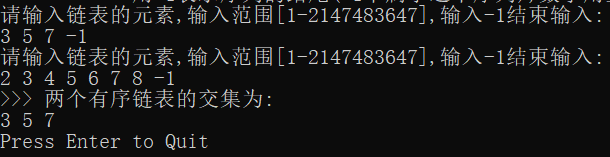 请输入链表的元素,输入范围[1-2147483647],输入-1结束输入:
3 5 7 -1
请输入链表的元素,输入范围[1-2147483647],输入-1结束输入:
2 3 4 5 6 7 8 -1
>>> 两个有序链表的交集为:
3 5 7
Press Enter to Quit